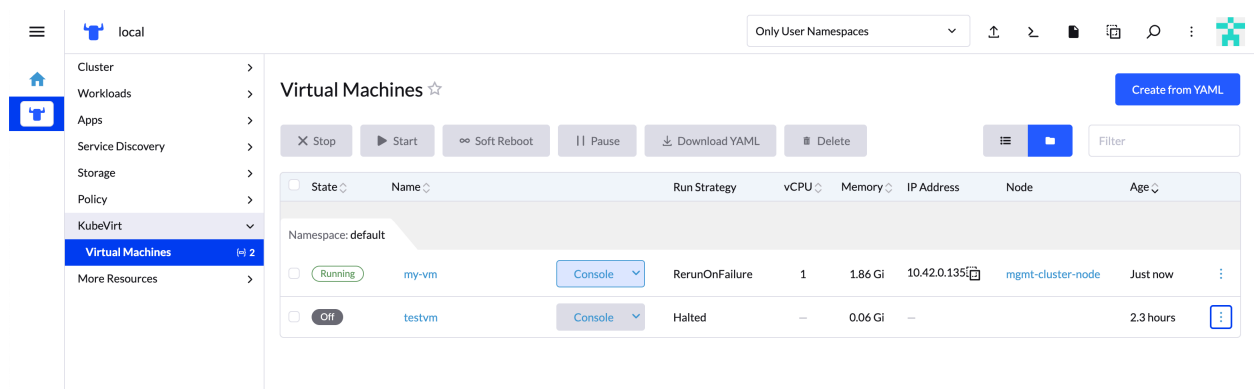 local
Only User Namespaces
Cluster
Workloads
Apps
Service Discovery
Storage
Policy
KubeVirt
Virtual Machines 2
More Resources
Virtual Machines
Create from YAML
Stop Start Soft Reboot Pause Download YAML Delete Filter
State Name Run Strategy vCPU Memory IP Address Node Age
Namespace: default
Running my-vm Console RerunOnFailure 1 1.86 Gi 10.42.0.135 mgmt-cluster-node Just now
Off testvm Console Halted — 0.06 Gi — 2.3 hours